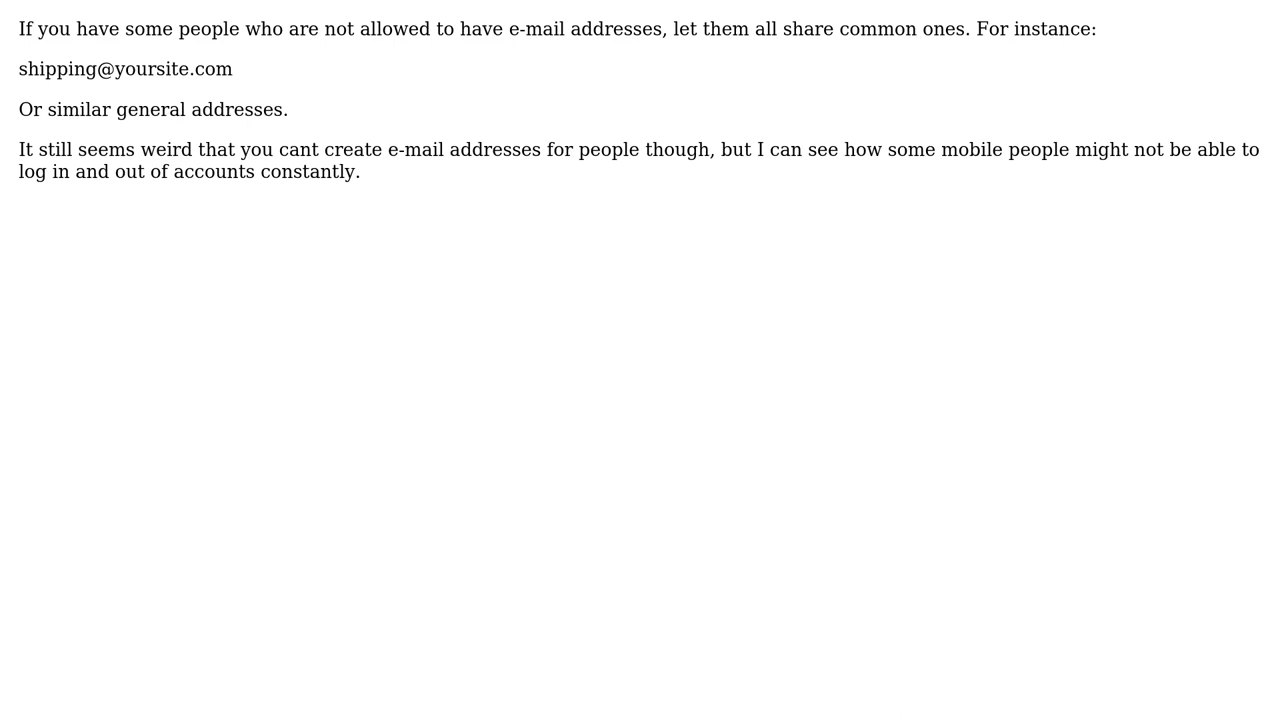 If you have some people who are not allowed to have e-mail addresses, let them all share common ones. For instance:
shipping@yoursite.com
Or similar general addresses.
It still seems weird that you cant create e-mail addresses for people though, but I can see how some mobile people might not be able to
log in and out of accounts constantly.